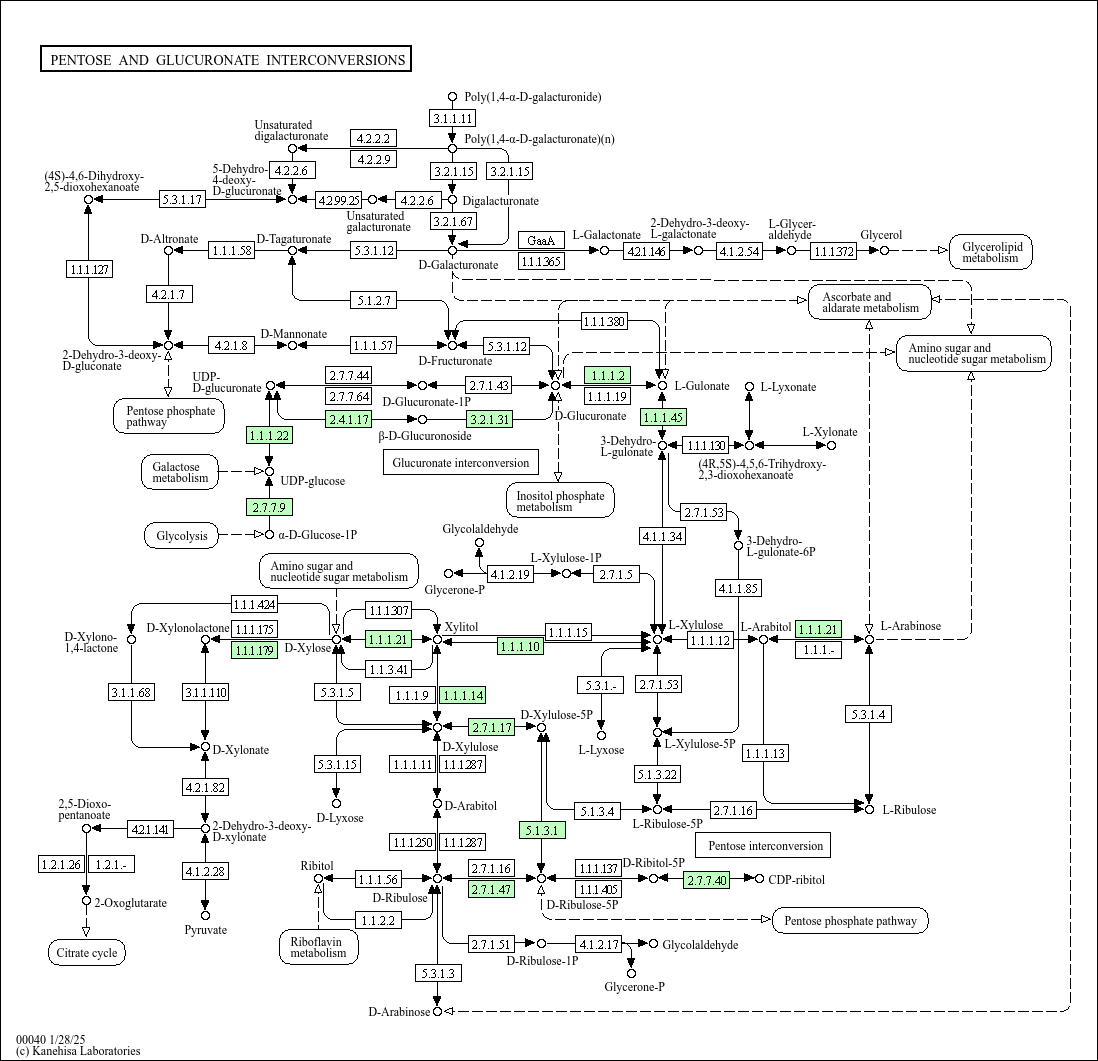 PENTOSE AND GLUCURONATE INTERCONVERSIONS
Poly(1,4-α-D-galacturonide)
3.1.1.11
Unsaturated
digalacturonate
4.2.2.2
Poly(1,4-α-D-galacturonate)(n)
4.2.2.9
(4S)-4,6-Dihydroxy-
2,5-dioxohexanoate
5-Dehydro-
4-deoxy-
D-glucuronate
4.2.2.6
3.2.1.15
3.2.1.15
5.3.1.17
4.2.99.25
4.2.2.6
Digalacturonate
Unsaturated
galacturonate
3.2.1.67
D-Altronate
1.1.1.58
D-Tagaturonate
5.3.1.12
D-Galacturonate
GaaA
1.1.1.365
L-Galactonate
4.2.1.146
2-Dehydro-3-deoxy-
L-galactonate
4.1.2.54
L-Glycer-
aldehyde
1.1.1.372
Glycerol
Glycerolipid
metabolism
1.1.1.127
4.2.1.7
5.1.2.7
Ascorbate and
aldarate metabolism
1.1.1.380
2-Dehydro-3-deoxy-
D-gluconate
4.2.1.8
D-Mannonate
1.1.1.57
D-Fructuronate
5.3.1.12
Amino sugar and
nucleotide sugar metabolism
Pentose phosphate
pathway
UDP-
D-glucuronate
2.7.7.44
2.7.7.64
D-Glucuronate-1P
2.7.1.43
1.1.1.2
1.1.1.19
L-Gulonate
L-Lyxonate
D-Glucuronate
2.4.1.17
β-D-Glucuronoside
3.2.1.31
1.1.1.45
1.1.1.22
3-Dehydro-
L-gulonate
1.1.1.130
L-Xylonate
(4R,5S)-4,5,6-Trihydroxy-
2,3-dioxohexanoate
Glucuronate interconversion
Galactose
metabolism
UDP-glucose
Inositol phosphate
metabolism
2.7.7.9
2.7.1.53
Glycolysis
α-D-Glucose-1P
Glycolaldehyde
4.1.1.34
3-Dehydro-
L-gulonate-6P
L-Xylulose-1P
Amino sugar and
nucleotide sugar metabolism
Glycerone-P
4.1.2.19
2.7.1.5
4.1.1.85
1.1.1.424
1.1.1.307
D-Xylono-
1,4-lactone
D-Xylonolactone
1.1.1.175
1.1.1.179
D-Xylose
1.1.1.21
Xylitol
1.1.1.15
1.1.1.10
L-Xylulose
1.1.1.12
L-Arabitol
1.1.1.21
1.1.1.-
L-Arabinose
1.1.3.41
3.1.1.68
3.1.1.110
5.3.1.5
1.1.1.9
1.1.1.14
5.3.1.-
2.7.1.53
5.3.1.4
D-Xylonate
D-Xylulose
2.7.1.17
D-Xylulose-5P
L-Lyxose
L-Xylulose-5P
5.3.1.15
1.1.1.11
1.1.1.287
5.1.3.22
1.1.1.13
4.2.1.82
2,5-Dioxo-
pentanoate
D-Lyxose
D-Arabitol
5.3.1.4
L-Ribulose-5P
2.7.1.16
L-Ribulose
4.2.1.141
2-Dehydro-3-deoxy-
D-xylonate
5.1.3.1
1.1.1.250
1.1.1.287
Pentose interconversion
1.2.1.26
1.2.1.-
4.1.2.28
Ribitol
1.1.1.56
D-Ribulose
2.7.1.16
2.7.1.47
D-Ribulose-5P
1.1.1.137
1.1.1.405
D-Ribitol-5P
2.7.7.40
CDP-ribitol
2-Oxoglutarate
Pyruvate
1.1.2.2
Pentose phosphate pathway
Citrate cycle
Riboflavin
metabolism
2.7.1.51
D-Ribulose-1P
4.1.2.17
Glycolaldehyde
Glycerone-P
5.3.1.3
D-Arabinose
00040 1/28/25
(c) Kanehisa Laboratories